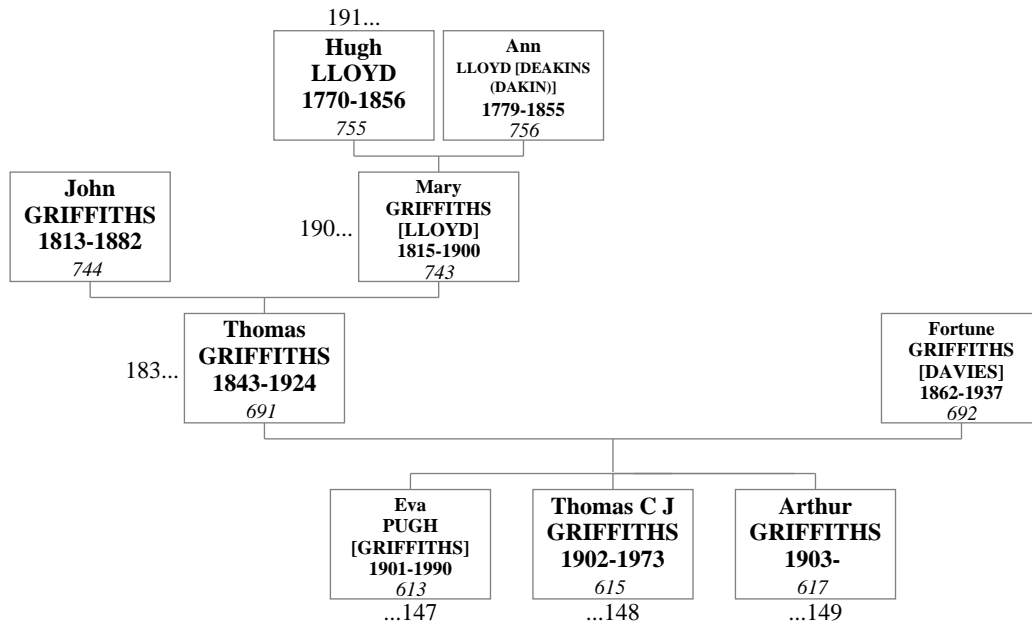 191...
Hugh
LLOYD
1770-1856
755
Ann
LLOYD [DEAKINS
(DAKIN)]
1779-1855
756
John
GRIFFITHS
1813-1882
744
190...
Mary
GRIFFITHS
[LLOYD]
1815-1900
743
183...
Thomas
GRIFFITHS
1843-1924
691
Fortune
GRIFFITHS
[DAVIES]
1862-1937
692
Eva
PUGH
[GRIFFITHS]
1901-1990
613
...147
Thomas C J
GRIFFITHS
1902-1973
615
...148
Arthur
GRIFFITHS
1903-
617
...149